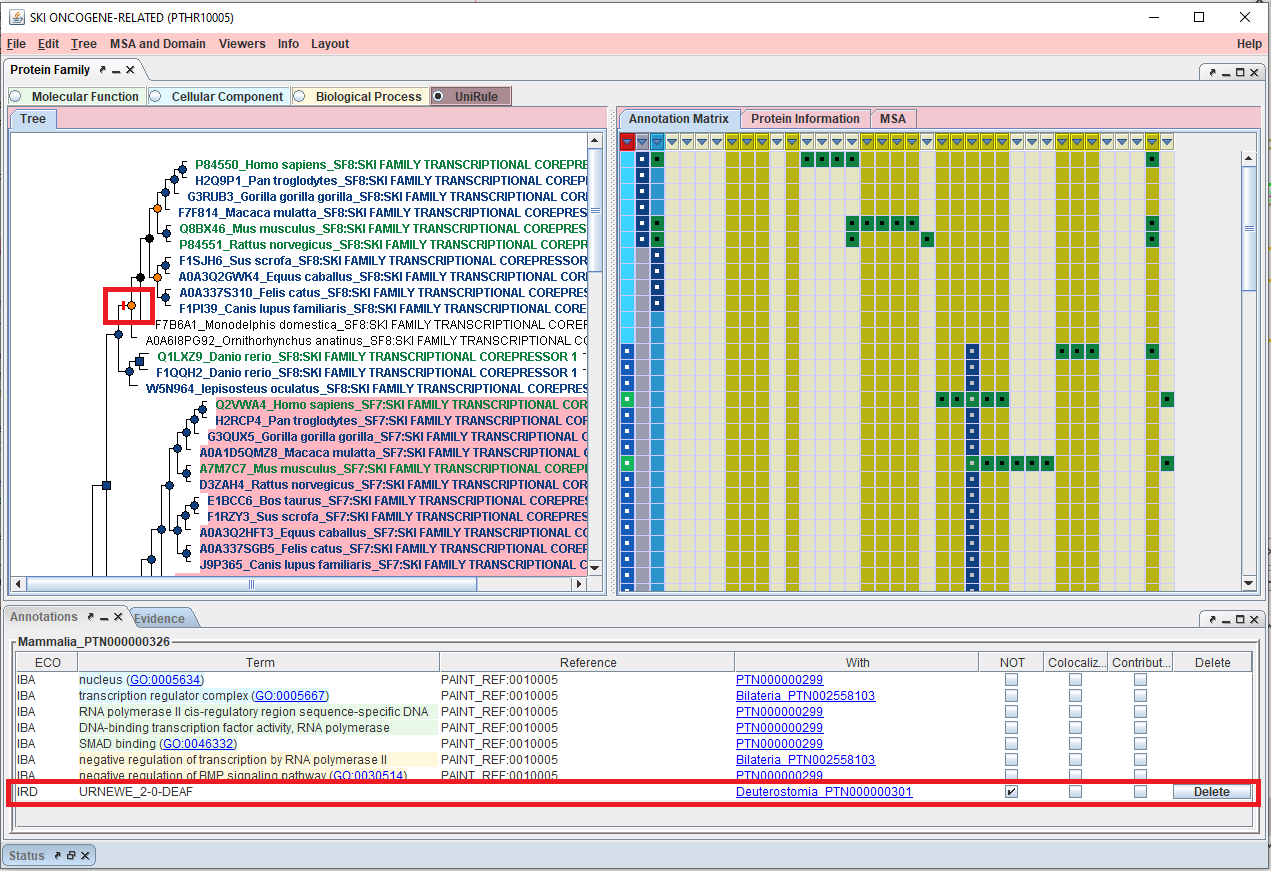 SKI ONCOGENE-RELATED (PTHR10005)
File Edit Tree MSA and Domain Viewers Info Layout Help
Protein Family
Molecular Function Cellular Component Biological Process UniRule
Tree
Annotation Matrix Protein Information MSA
P84550_Homo sapiens_SF8:SKI FAMILY TRANSCRIPTIONAL COREPRE
H2Q9P1_Pan troglodytes_SF8:SKI FAMILY TRANSCRIPTIONAL COREP
G3RUB3_Gorilla gorilla gorilla_SF8:SKI FAMILY TRANSCRIPTIONAL C
F7F814_Macaca mulatta_SF8:SKI FAMILY TRANSCRIPTIONAL COREPRES
Q8BX46_Mus musculus_SF8:SKI FAMILY TRANSCRIPTIONAL COREPRES
P84551_Rattus norvegicus_SF8:SKI FAMILY TRANSCRIPTIONAL COREPR
F1SJH6_Sus scrofa_SF8:SKI FAMILY TRANSCRIPTIONAL COREPRESSO
A0A3Q2GWK4_Equus caballus_SF8:SKI FAMILY TRANSCRIPTIONAL CO
A0A337S310_Felis catus_SF8:SKI FAMILY TRANSCRIPTIONAL COREPRE
F1PI39_Canis lupus familiaris_SF8:SKI FAMILY TRANSCRIPTIONAL COR
F7B6A1_Monodelphis domestica_SF8:SKI FAMILY TRANSCRIPTIONAL COREF
A0A6I8PG92_Ornithorhynchus anatinus_SF8:SKI FAMILY TRANSCRIPTIONAL
Q1LXZ9_Danio rerio_SF8:SKI FAMILY TRANSCRIPTIONAL COREPRESSOR 1
F1QQH2_Danio rerio_SF8:SKI FAMILY TRANSCRIPTIONAL COREPRESSOR 1
W5N964_lepisosteus oculatus_SF8:SKI FAMILY TRANSCRIPTIONAL COREPR
Q2VWA4_Homo sapiens_SF7:SKI FAMILY TRANSCRIPTIONAL COR
H2RCP4_Pan troglodytes_SF7:SKI FAMILY TRANSCRIPTIONAL CO
G3QUX5_Gorilla gorilla gorilla_SF7:SKI FAMILY TRANSCRIPTIONA
A0A1D5QMZ8_Macaca mulatta_SF7:SKI FAMILY TRANSCRIPTIONAL
A7M7C7_Mus musculus_SF7:SKI FAMILY TRANSCRIPTIONAL COREPI
D3ZAH4_Rattus norvegicus_SF7:SKI FAMILY TRANSCRIPTIONAL CO
E1BCC6_Bos taurus_SF7:SKI FAMILY TRANSCRIPTIONAL COREPR
F1RZY3_Sus scrofa_SF7:SKI FAMILY TRANSCRIPTIONAL COREPRE
A0A3Q2HFT3_Equus caballus_SF7:SKI FAMILY TRANSCRIPTIONAL C
A0A337SGB5_Felis catus_SF7:SKI FAMILY TRANSCRIPTIONAL COREF
J9P365_Canis lupus familiaris_SF7:SKI FAMILY TRANSCRIPTIONAL
Annotations Evidence
Mammalia_PTN000000326
ECO Term Reference With NOT Colocaliz... Contribut... Delete
IBA nucleus (GO:0005634) PAINT_REF:0010005 PTN000000299
IBA transcription regulator complex (GO:0005667) PAINT_REF:0010005 Bilateria_PTN002558103
IBA RNA polymerase II cis-regulatory region sequence-specific DNA PAINT_REF:0010005 PTN000000299
IBA DNA-binding transcription factor activity, RNA polymerase PAINT_REF:0010005 PTN000000299
IBA SMAD binding (GO:0046332) PAINT_REF:0010005 PTN000000299
IBA negative regulation of transcription by RNA polymerase II PAINT_REF:0010005 Bilateria_PTN002558103
IBA negative regulation of BMP signaling pathway (GO:0030514) PAINT_REF:0010005 PTN000000299
IRD URNEWE_2-0-DEAF Deuterostomia_PTN000000301 Delete
Status